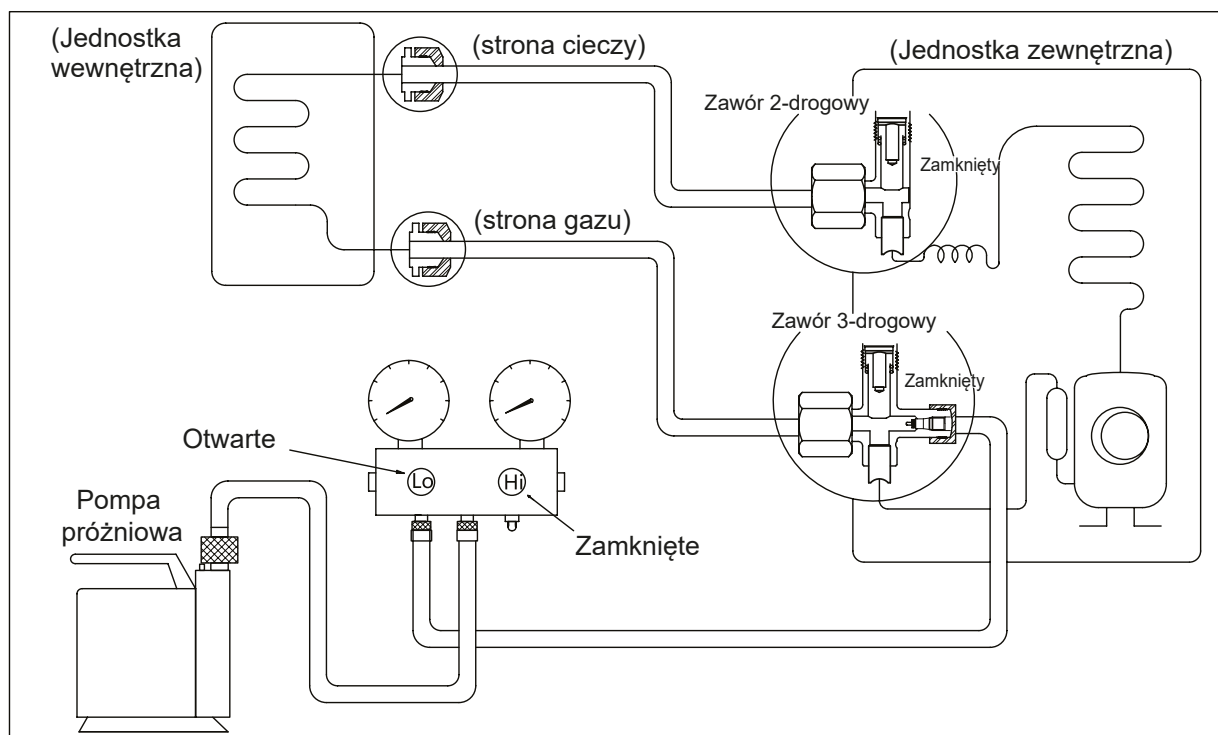 (Jednostka
wewnętrzna)
(strona cieczy)
(Jednostka zewnętrzna)
Zawór 2-drogowy
Zamknięty
(strona gazu)
Zawór 3-drogowy
Zamknięty
Otwarte
Lo
Hi
Pompa
próżniowa
Zamknięte